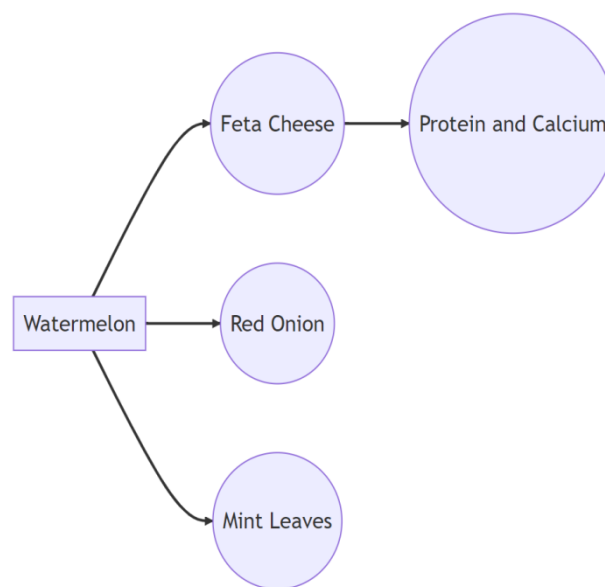 Feta Cheese
Protein and Calcium
Watermelon
Red Onion
Mint Leaves